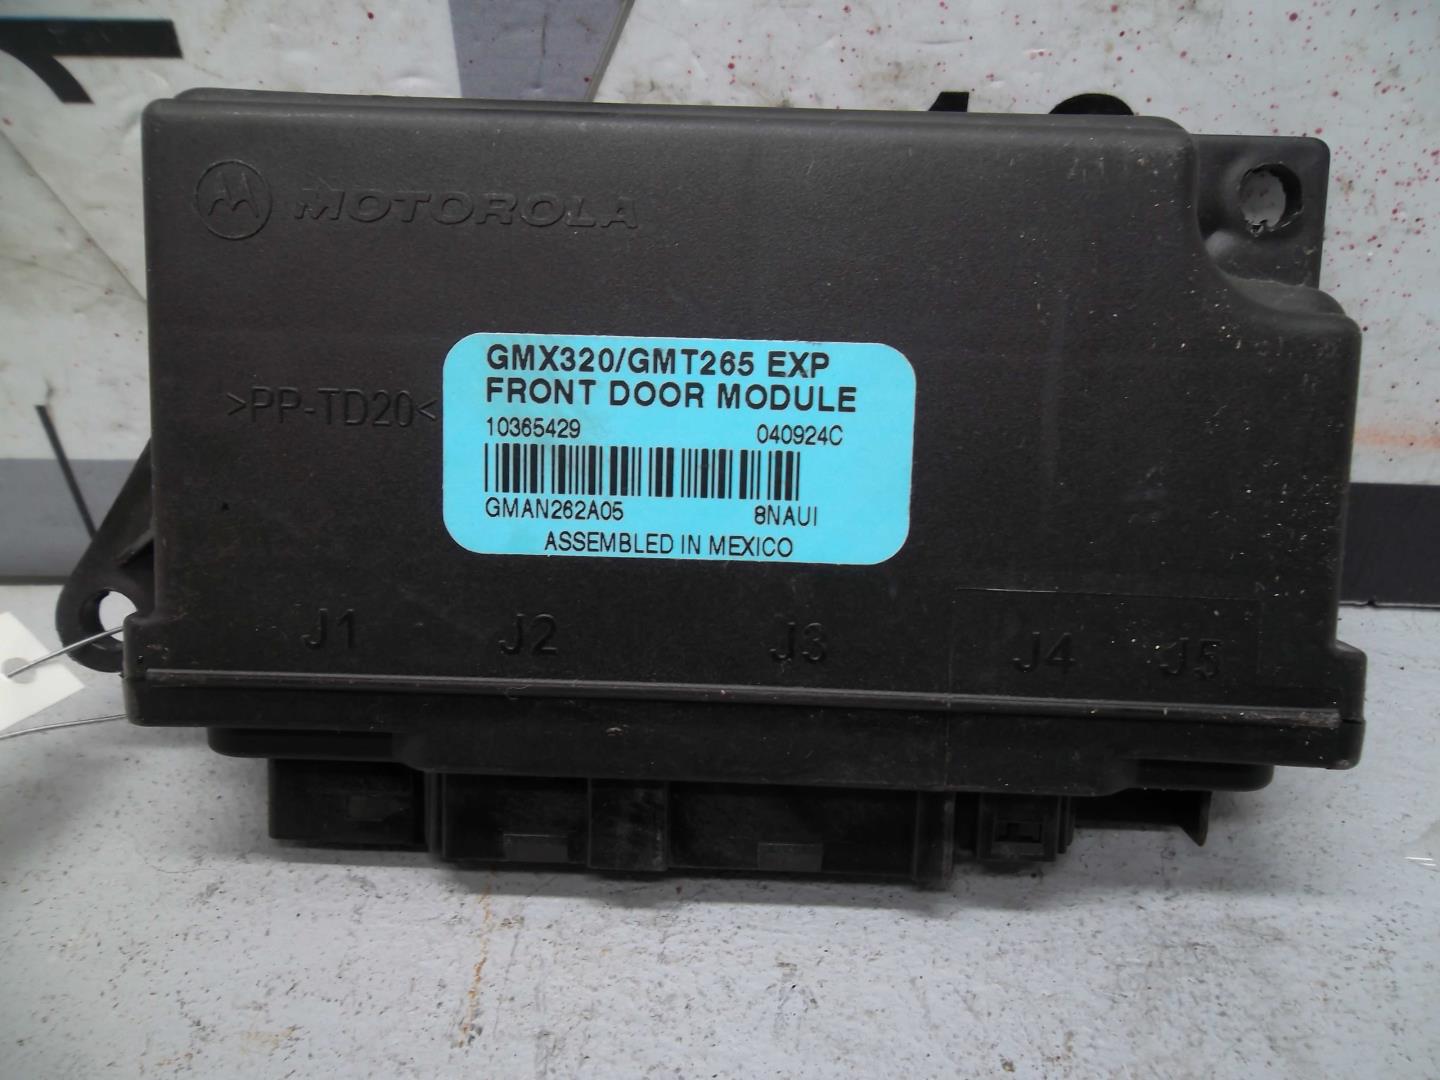 MOTOROLA
GMX320/GMT265 EXP
FRONT DOOR MODULE
>PP-TD20<
10365429 040924C
GMAN262A05 8NAUI
ASSEMBLED IN MEXICO
J1 J2 J3 J4 J5